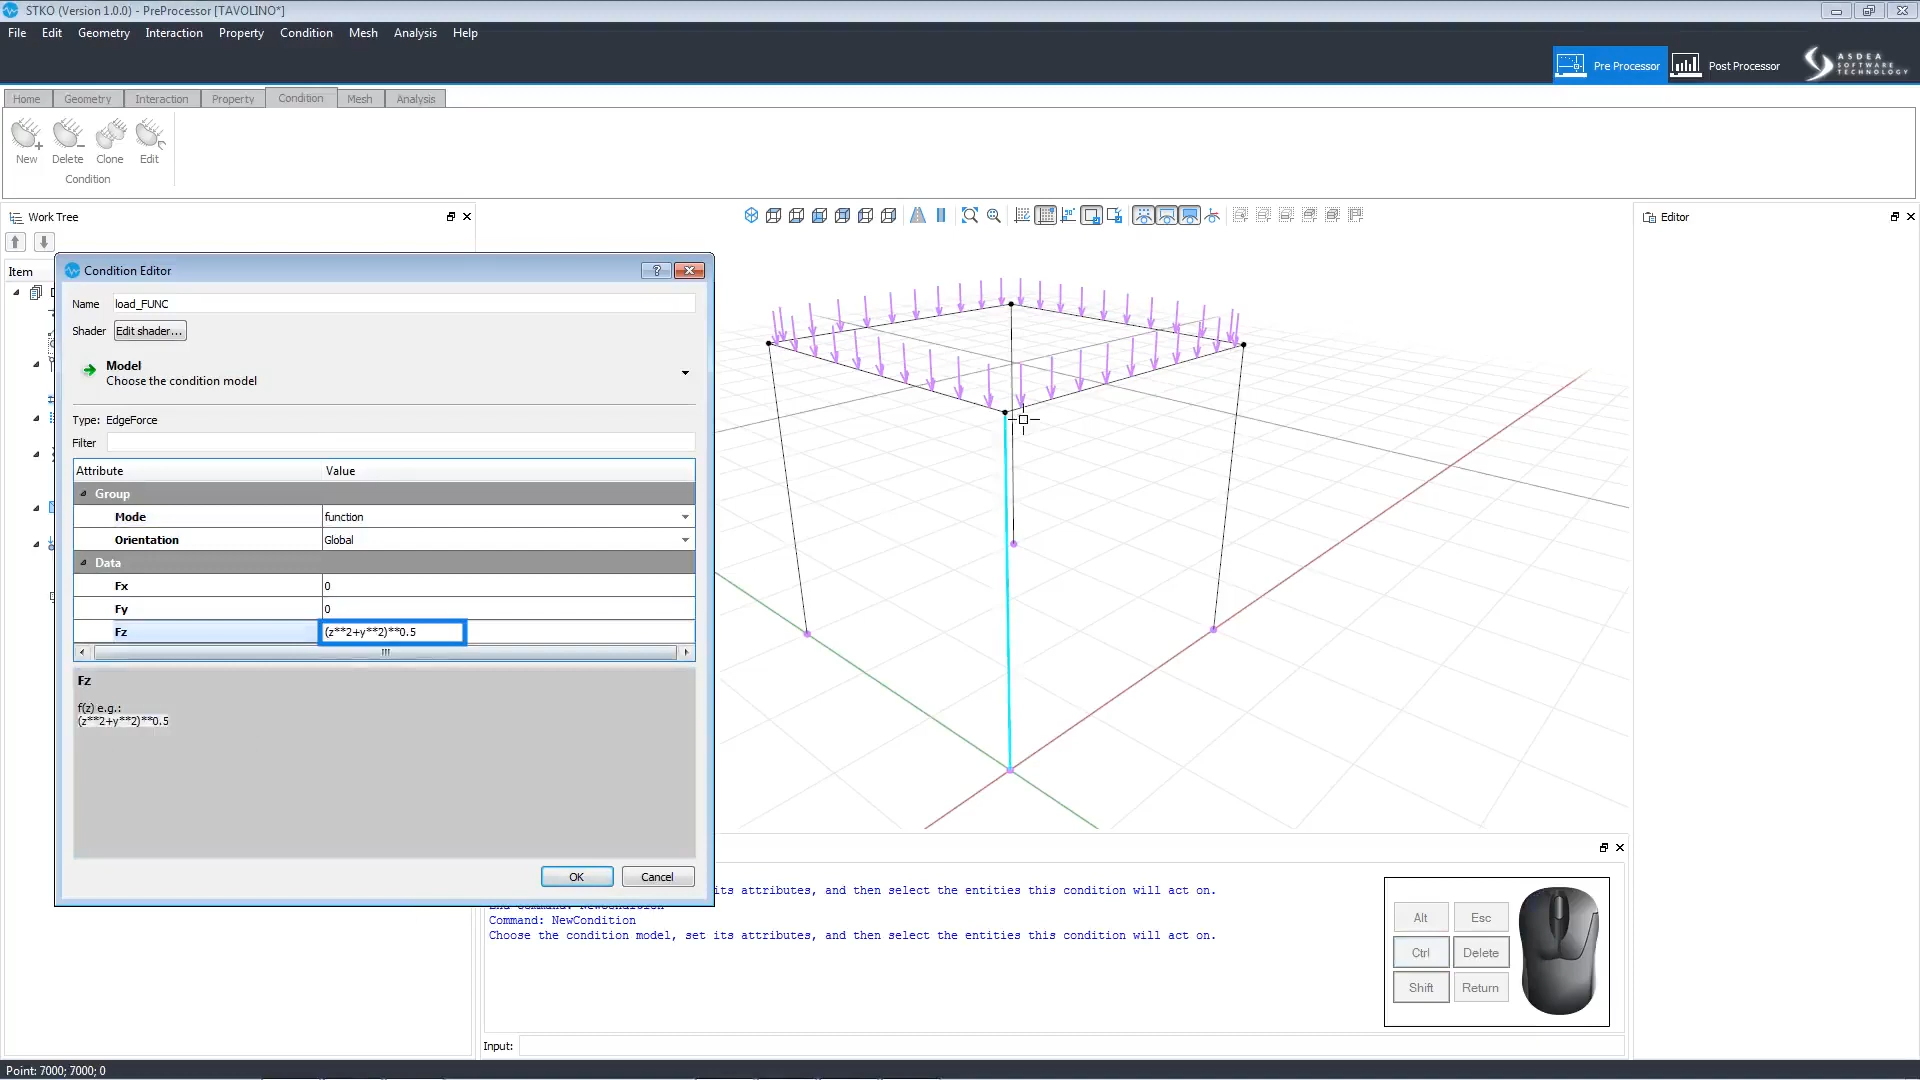 STKO (Version 1.0.0) - PreProcessor [TAVOLINO*]
File Edit Geometry Interaction Property Condition Mesh Analysis Help
Pre Processor Post Processor ASDEA SOFTWARE TECHNOLOGY
Home Geometry Interaction Property Condition Mesh Analysis
New Delete Clone Edit
Condition
Work Tree
Editor
Item
Condition Editor
Name load_FUNC
Shader Edit shader...
Model
Choose the condition model
Type: EdgeForce
Filter
Attribute Value
Group
Mode function
Orientation Global
Data
Fx 0
Fy 0
Fz (z**2+y**2)**0.5
Fz
f(z) e.g.:
(z**2+y**2)**0.5
OK Cancel
its attributes, and then select the entities this condition will act on.
Command: NewCondition
Choose the condition model, set its attributes, and then select the entities this condition will act on.
Alt Esc
Ctrl Delete
Shift Return
Input:
Point: 7000; 7000; 0